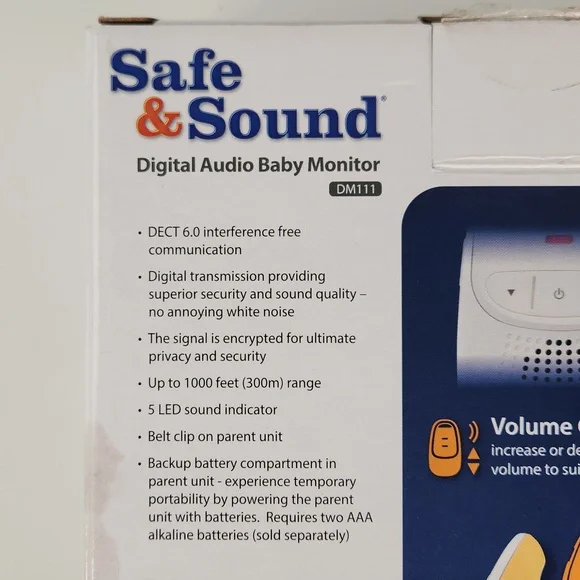 Safe
&Sound®
Digital Audio Baby Monitor
DM111
• DECT 6.0 interference free
communication
• Digital transmission providing
superior security and sound quality –
no annoying white noise
• The signal is encrypted for ultimate
privacy and security
• Up to 1000 feet (300m) range
• 5 LED sound indicator
• Belt clip on parent unit
• Backup battery compartment in
parent unit - experience temporary
portability by powering the parent
unit with batteries. Requires two AAA
alkaline batteries (sold separately)
Volume
increase or
volume to